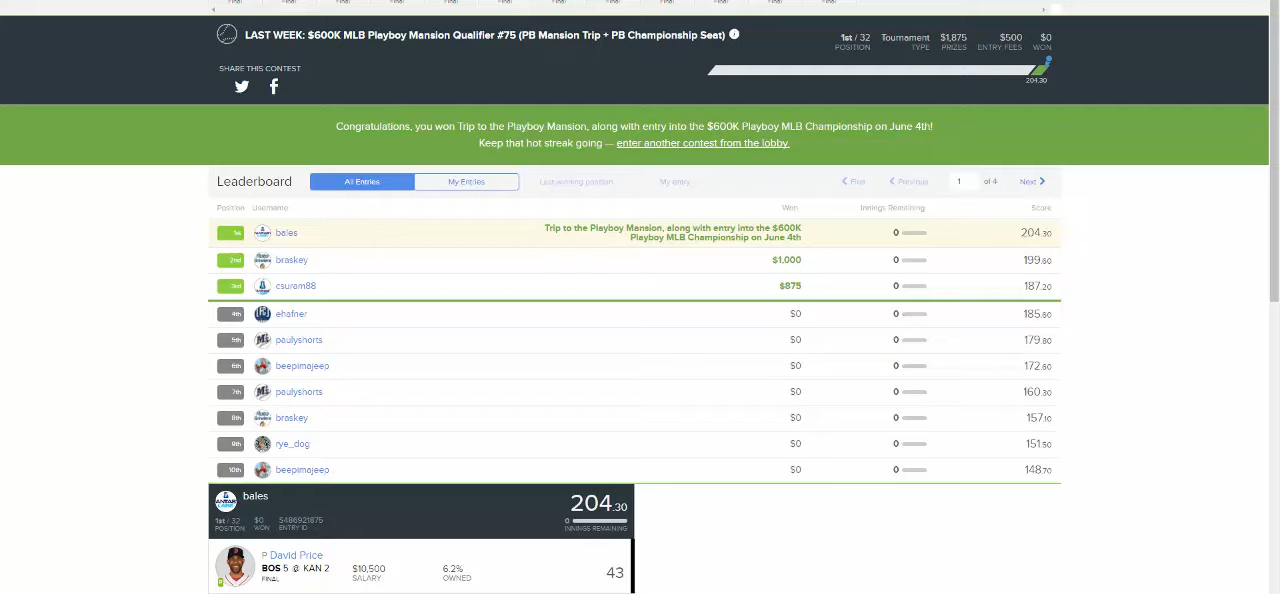 LAST WEEK: $600K MLB Playboy Mansion Qualifier #75 (PB Mansion Trip + PB Championship Seat)
1st / 32 Tournament $1,875 $500 $0
POSITION TYPE PRIZES ENTRY FEES WON
SHARE THIS CONTEST
204.30
Congratulations, you won Trip to the Playboy Mansion, along with entry into the $600K Playboy MLB Championship on June 4th!
Keep that hot streak going — enter another contest from the lobby.
Leaderboard All Entries My Entries Last winning position My entry First Previous 1 of 4 Next
Position Username Won Innings Remaining Score
1st bales Trip to the Playboy Mansion, along with entry into the $600K
Playboy MLB Championship on June 4th 0 204.30
2nd braskey $1,000 0 199.60
3rd csuram88 $875 0 187.20
4th ehafner $0 0 185.60
5th paulyshorts $0 0 179.80
6th beepimajeep $0 0 172.60
7th paulyshorts $0 0 160.30
8th braskey $0 0 157.10
9th rye_dog $0 0 151.50
10th beepimajeep $0 0 148.70
bales 204.30
1st / 32 $0 5486921875 0
POSITION WON ENTRY ID INNINGS REMAINING
P David Price
BOS 5 @ KAN 2 $10,500 6.2% 43
FINAL SALARY OWNED